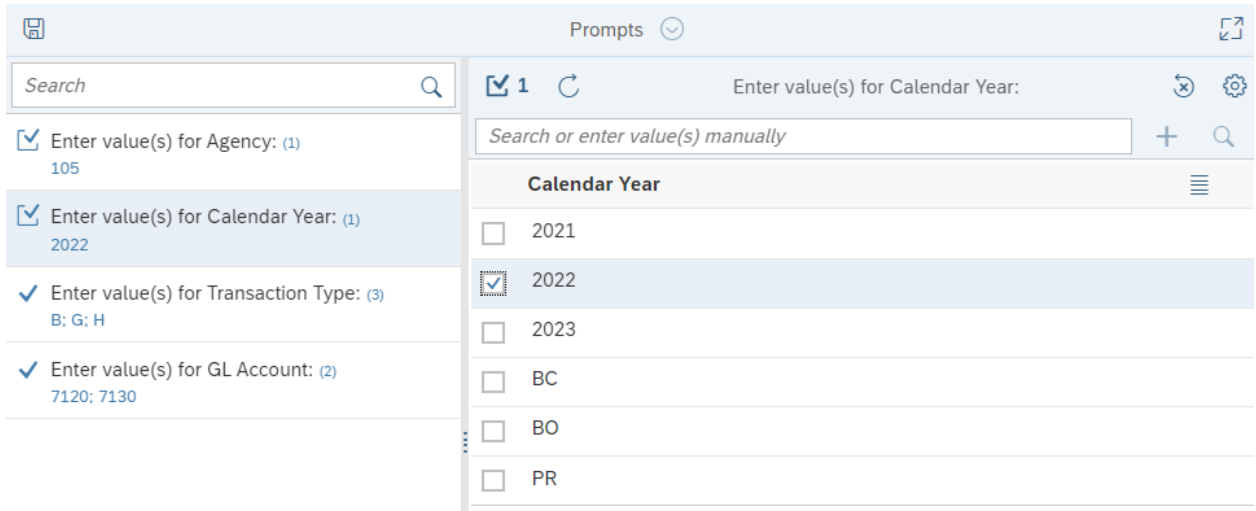 Prompts
Search
Enter value(s) for Agency: (1)
105
Enter value(s) for Calendar Year: (1)
2022
Enter value(s) for Transaction Type: (3)
B; G; H
Enter value(s) for GL Account: (2)
7120; 7130
1
Enter value(s) for Calendar Year:
Search or enter value(s) manually
Calendar Year
2021
2022
2023
BC
BO
PR